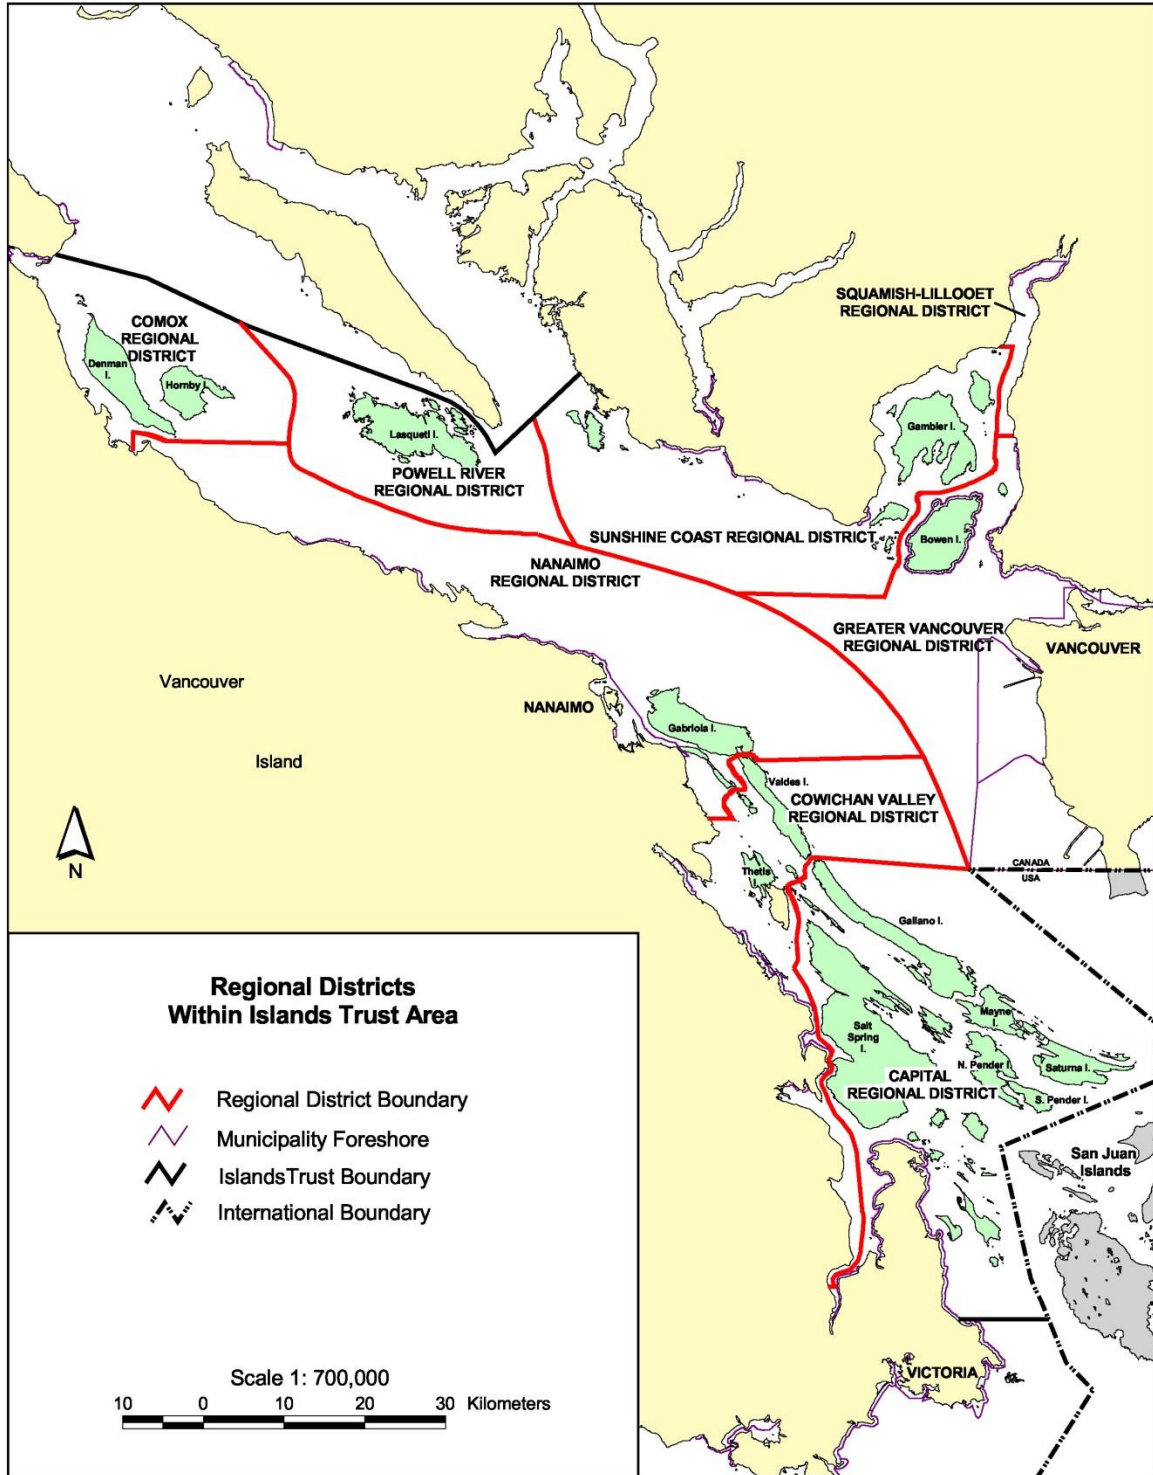 SQUAMISH-LILLOOET
REGIONAL DISTRICT
COMOX
REGIONAL
DISTRICT
Denman
I.
Hornby I.
Lasqueti I.
Gambier I.
POWELL RIVER
REGIONAL DISTRICT
SUNSHINE COAST REGIONAL DISTRICT
Bowen I.
NANAIMO
REGIONAL DISTRICT
GREATER VANCOUVER
REGIONAL DISTRICT
VANCOUVER
Vancouver
Island
NANAIMO
Gabriola I.
Valdes I.
COWICHAN VALLEY
REGIONAL DISTRICT
N
Thetis
I.
CANADA
USA
Galiano I.
Mayne
I.
Salt
Spring
I.
N. Pender I.
Saturna I.
CAPITAL
REGIONAL DISTRICT
S. Pender I.
San Juan
Islands
VICTORIA
Regional Districts
Within Islands Trust Area
Regional District Boundary
Municipality Foreshore
IslandsTrust Boundary
International Boundary
Scale 1: 700,000
10 0 10 20 30 Kilometers